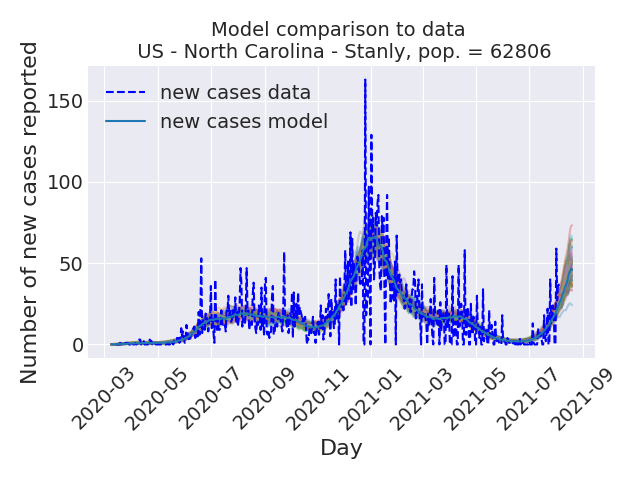 Model comparison to data
US - North Carolina - Stanly, pop. = 62806
Number of new cases reported
150
100
50
0
new cases data
new cases model
2020-03
2020-05
2020-07
2020-09
2020-11
2021-01
2021-03
2021-05
2021-07
2021-09
Day